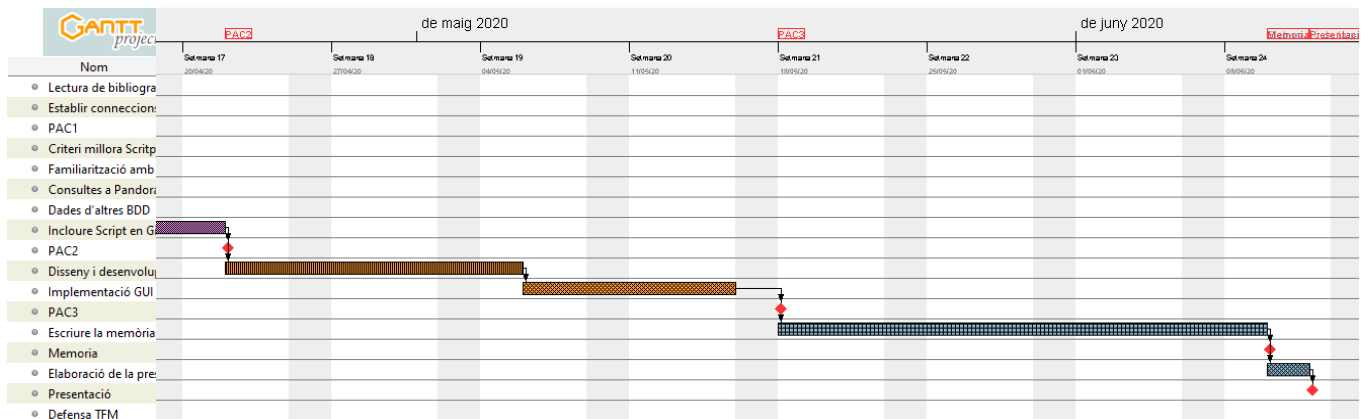 GANTT
project
de maig 2020
de juny 2020
PAC2
PAC3
Memoria
Presentaci
Nom
Setmana 17
Setmana 18
Setmana 19
Setmana 20
Setmana 21
Setmana 22
Setmana 23
Setmana 24
20/04/20
27/04/20
04/05/20
11/05/20
18/05/20
25/05/20
01/06/20
08/06/20
Lectura de bibliogra
Establir conneccions
PAC1
Criteri millora Scritp
Familiarització amb
Consultes a Pandora
Dades d'altres BDD
Incloure Script en Gi
PAC2
Disseny i desenvolup
Implementació GUI
PAC3
Escriure la memòria
Memoria
Elaboració de la pres
Presentació
Defensa TFM